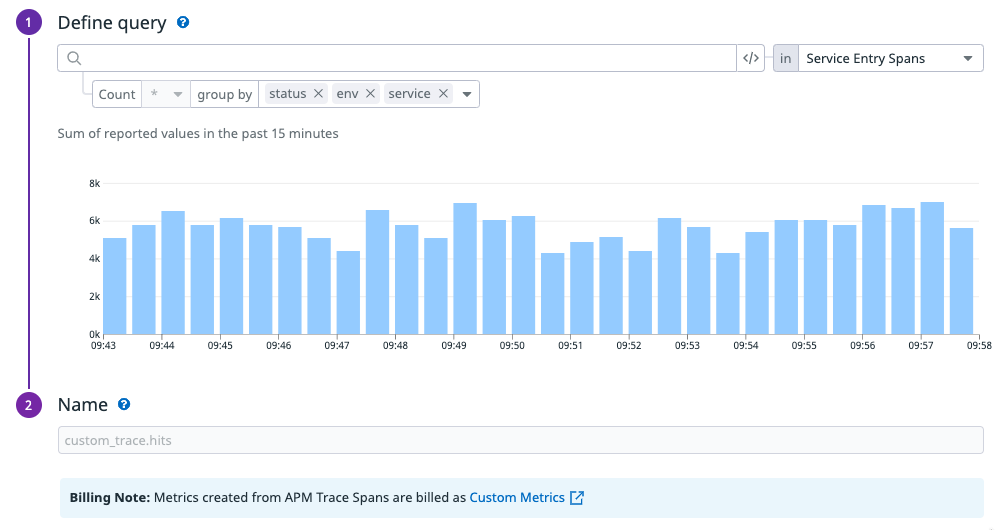 1 Define query ?
</> in Service Entry Spans
Count * group by status × env × service ×
Sum of reported values in the past 15 minutes
8k
6k
4k
2k
0k
09:43 09:44 09:45 09:46 09:47 09:48 09:49 09:50 09:51 09:52 09:53 09:54 09:55 09:56 09:57 09:58
2 Name ?
custom_trace.hits
Billing Note: Metrics created from APM Trace Spans are billed as Custom Metrics